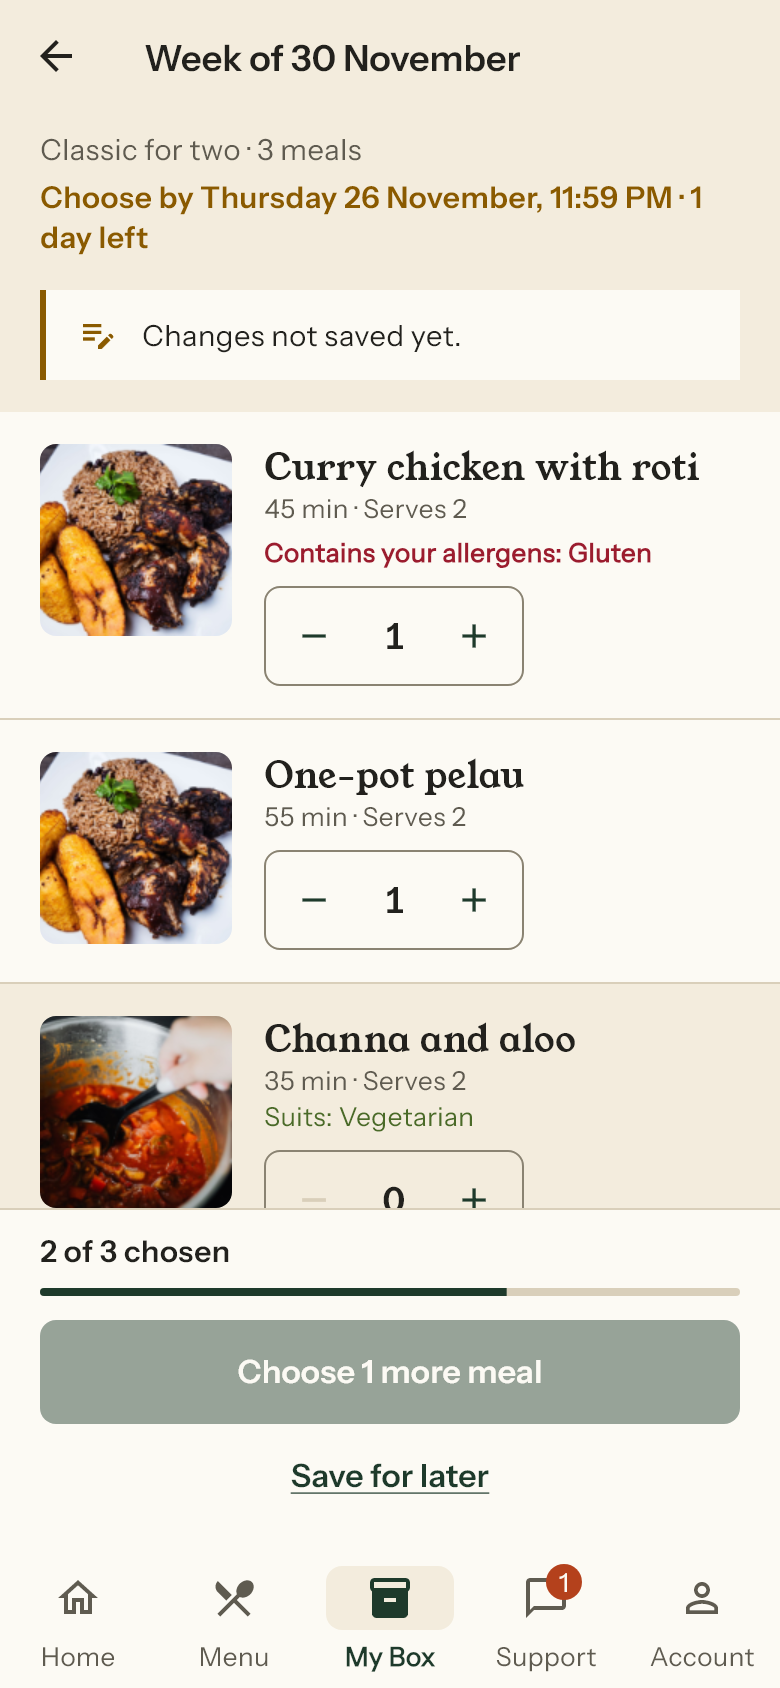 Week of 30 November
Classic for two · 3 meals
Choose by Thursday 26 November, 11:59 PM · 1
day left
Changes not saved yet.
Curry chicken with roti
45 min · Serves 2
Contains your allergens: Gluten
− 1 +
One-pot pelau
55 min · Serves 2
− 1 +
Channa and aloo
35 min · Serves 2
Suits: Vegetarian
− 0 +
2 of 3 chosen
Choose 1 more meal
Save for later
1
Home Menu My Box Support Account